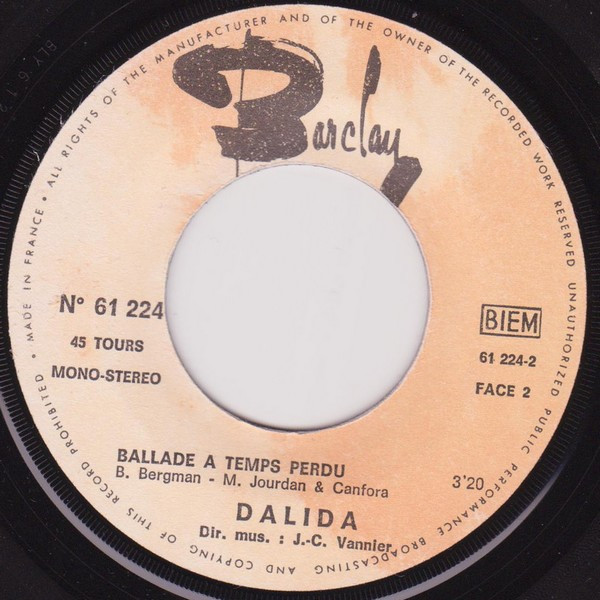 Barclay
ALL RIGHTS OF THE MANUFACTURER AND OF THE OWNER OF THE RECORDED WORK RESERVED UNAUTHORIZED PUBLIC PERFORMANCE BROADCASTING AND COPYING OF THIS RECORD PROHIBITED • MADE IN FRANCE •
N° 61 224
45 TOURS
MONO-STEREO
BIEM
61 224-2
FACE 2
BALLADE A TEMPS PERDU
B. Bergman - M. Jourdan & Canfora
3'20
DALIDA
Dir. mus. : J.-C. Vannier